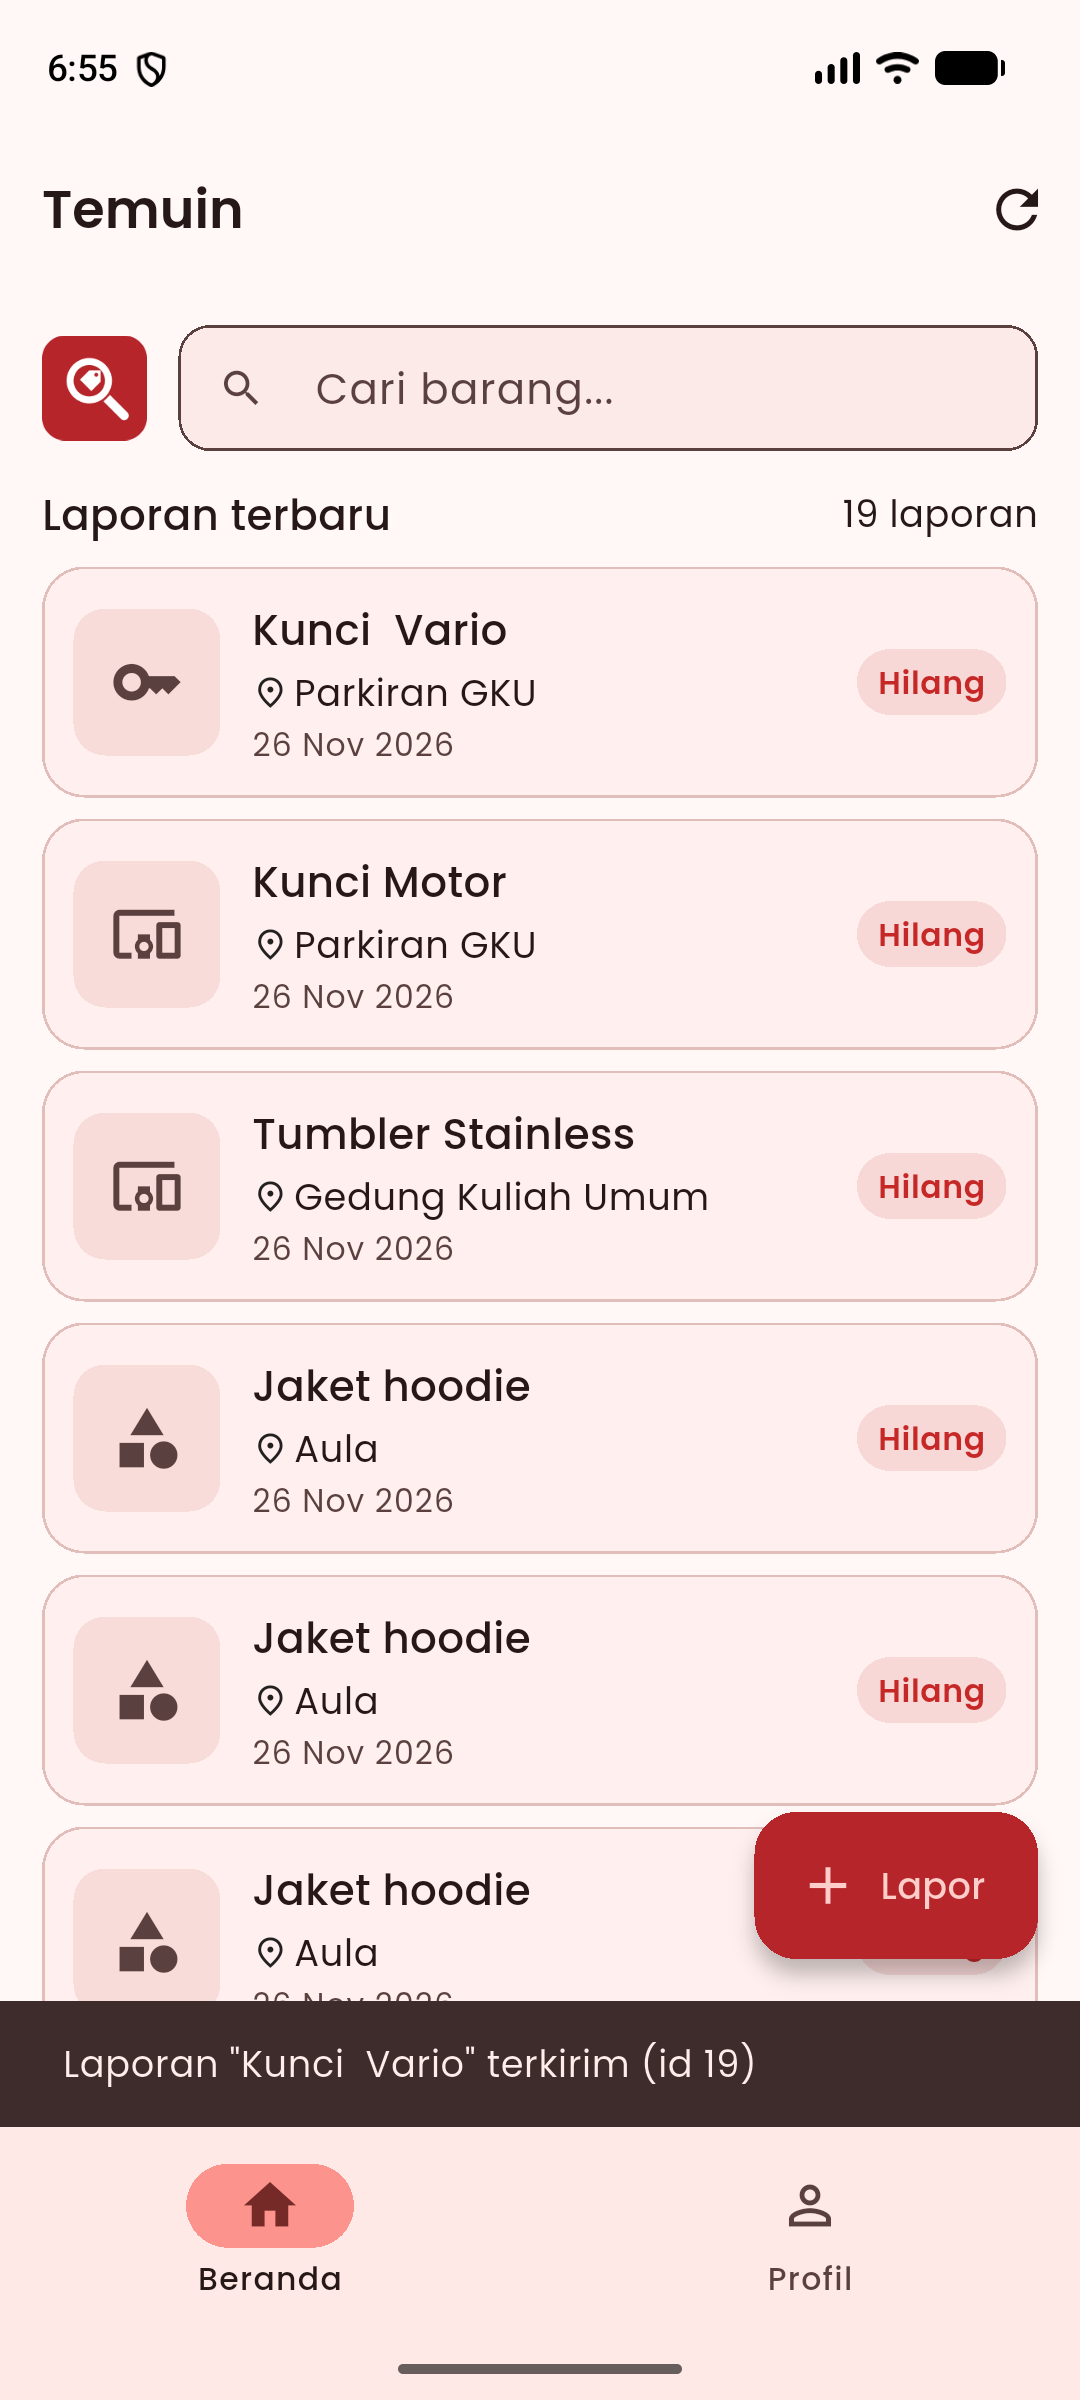 6:55
Temuin
Cari barang...
Laporan terbaru
19 laporan
Kunci  Vario
Parkiran GKU
26 Nov 2026
Hilang
Kunci Motor
Parkiran GKU
26 Nov 2026
Hilang
Tumbler Stainless
Gedung Kuliah Umum
26 Nov 2026
Hilang
Jaket hoodie
Aula
26 Nov 2026
Hilang
Jaket hoodie
Aula
26 Nov 2026
Hilang
Jaket hoodie
Aula
26 Nov 2026
Lapor
Laporan "Kunci  Vario" terkirim (id 19)
Beranda
Profil